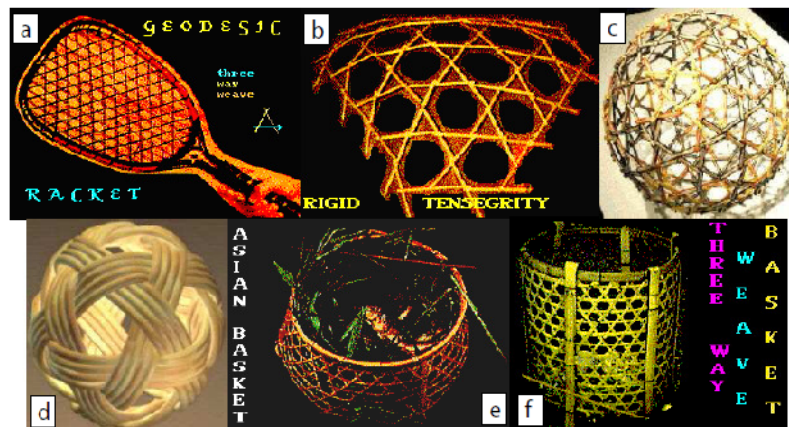 a
GEODESIC
three
way
weave
RACKET
b
RIGID TENSEGRITY
c
d
ASIAN BASKET
e
f
THREE WAY
WEAVE
BASKET